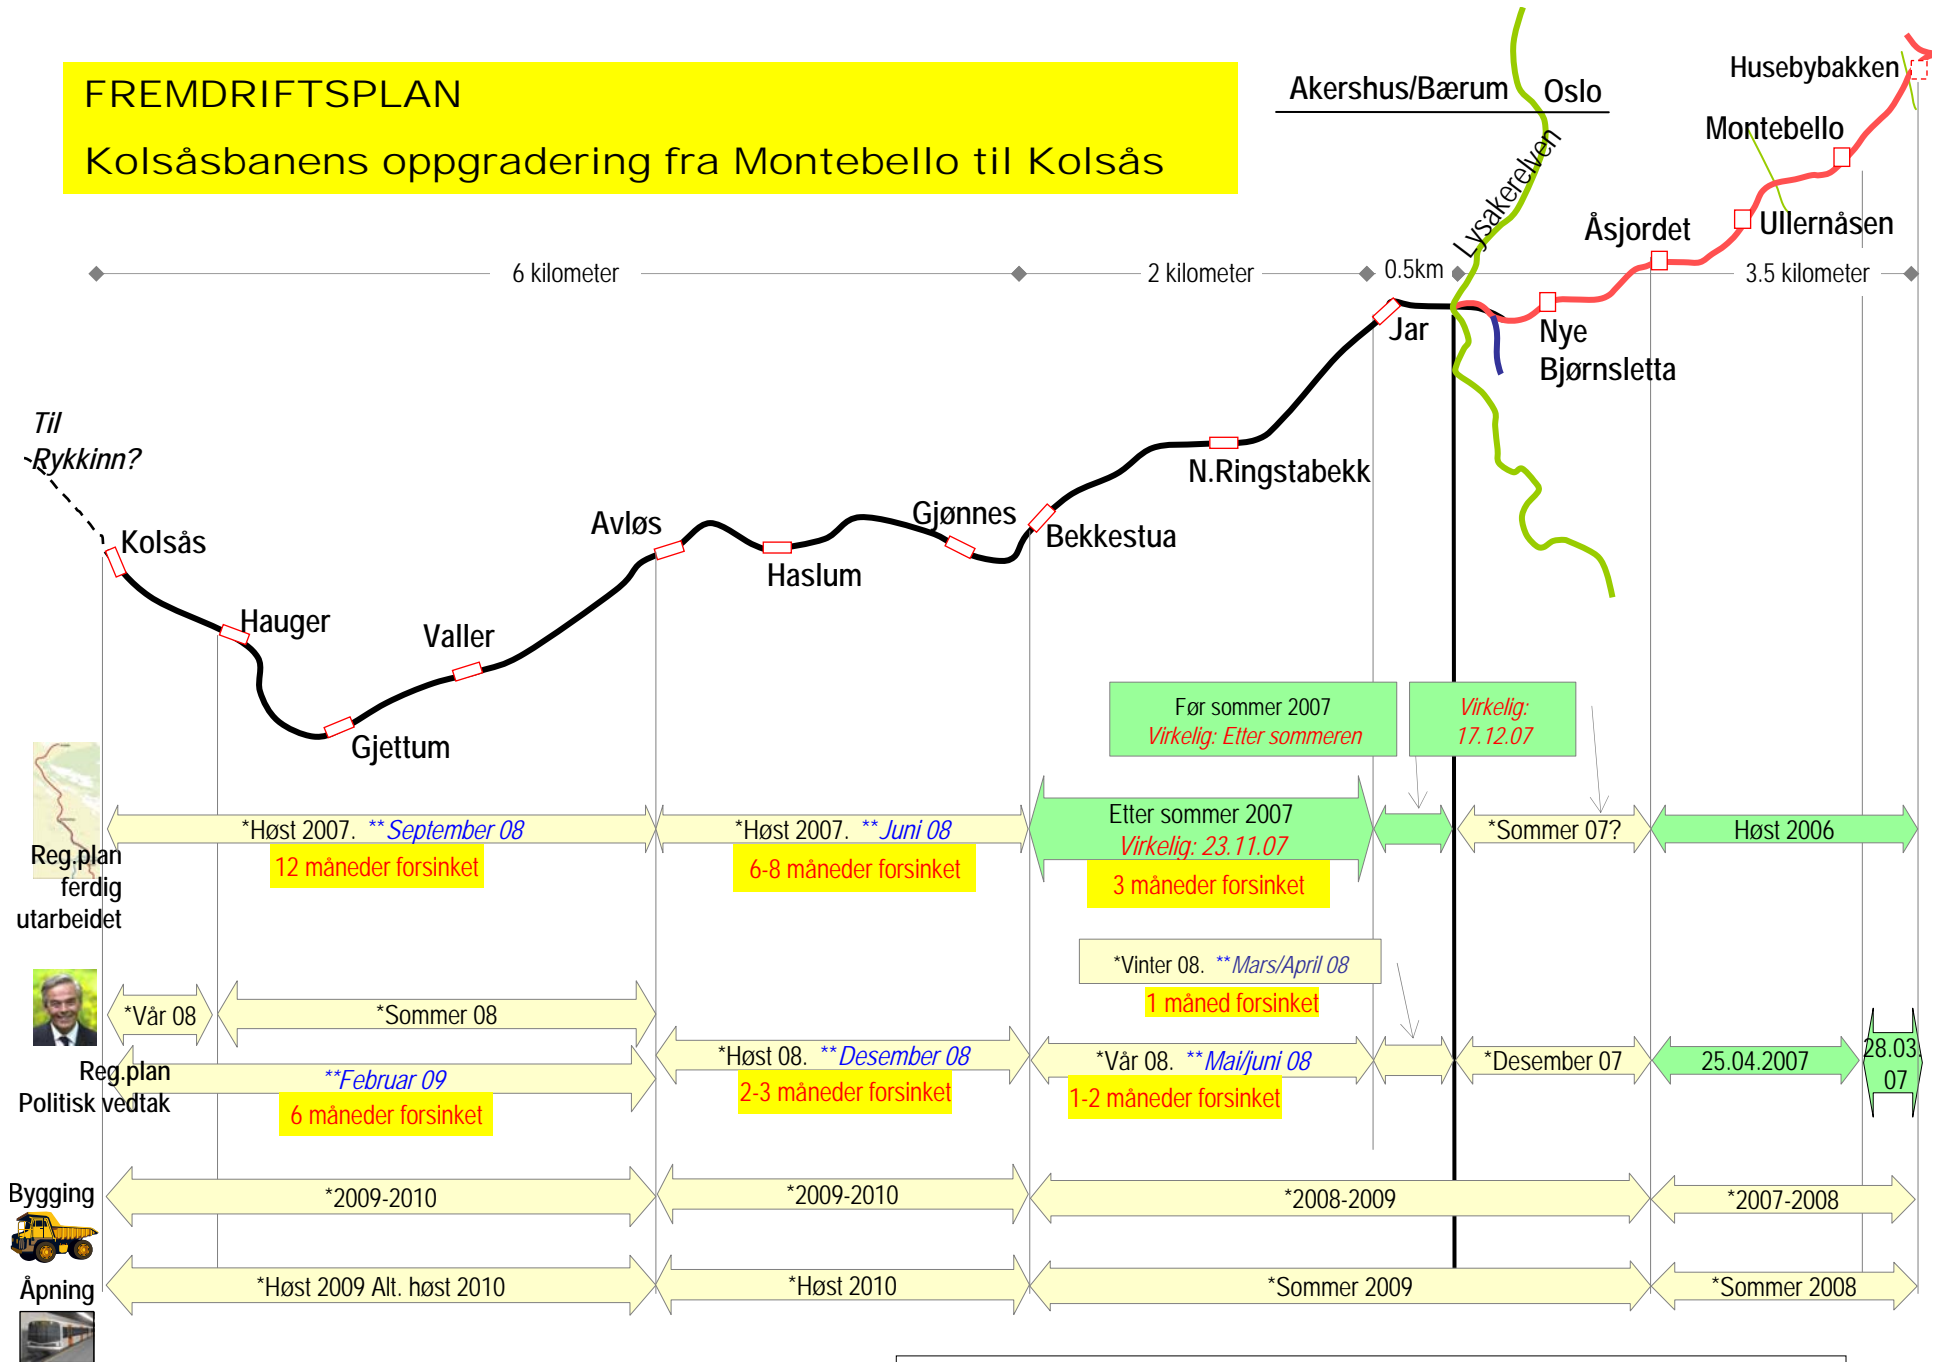 FREMDRIFTSPLAN
Kolsåsbanens oppgradering fra Montebello til Kolsås
Akershus/Bærum
Oslo
Husebybakken
Montebello
Lysakerelven
Åsjordet
Ullernåsen
6 kilometer
2 kilometer
0.5km
3.5 kilometer
Jar
Nye
Bjørnsletta
Til
Rykkinn?
N.Ringstabekk
Kolsås
Avløs
Gjønnes
Bekkestua
Haslum
Hauger
Valler
Gjettum
Før sommer 2007
Virkelig: Etter sommeren
Virkelig:
17.12.07
Reg.plan
ferdig
utarbeidet
*Høst 2007. **September 08
12 måneder forsinket
*Høst 2007. **Juni 08
6-8 måneder forsinket
Etter sommer 2007
Virkelig: 23.11.07
3 måneder forsinket
*Sommer 07?
Høst 2006
*Vinter 08. **Mars/April 08
1 måned forsinket
Reg.plan
Politisk vedtak
*Vår 08
*Sommer 08
**Februar 09
6 måneder forsinket
*Høst 08. **Desember 08
2-3 måneder forsinket
*Vår 08. **Mai/juni 08
1-2 måneder forsinket
*Desember 07
25.04.2007
28.03.
07
Bygging
*2009-2010
*2009-2010
*2008-2009
*2007-2008
Åpning
*Høst 2009 Alt. høst 2010
*Høst 2010
*Sommer 2009
*Sommer 2008